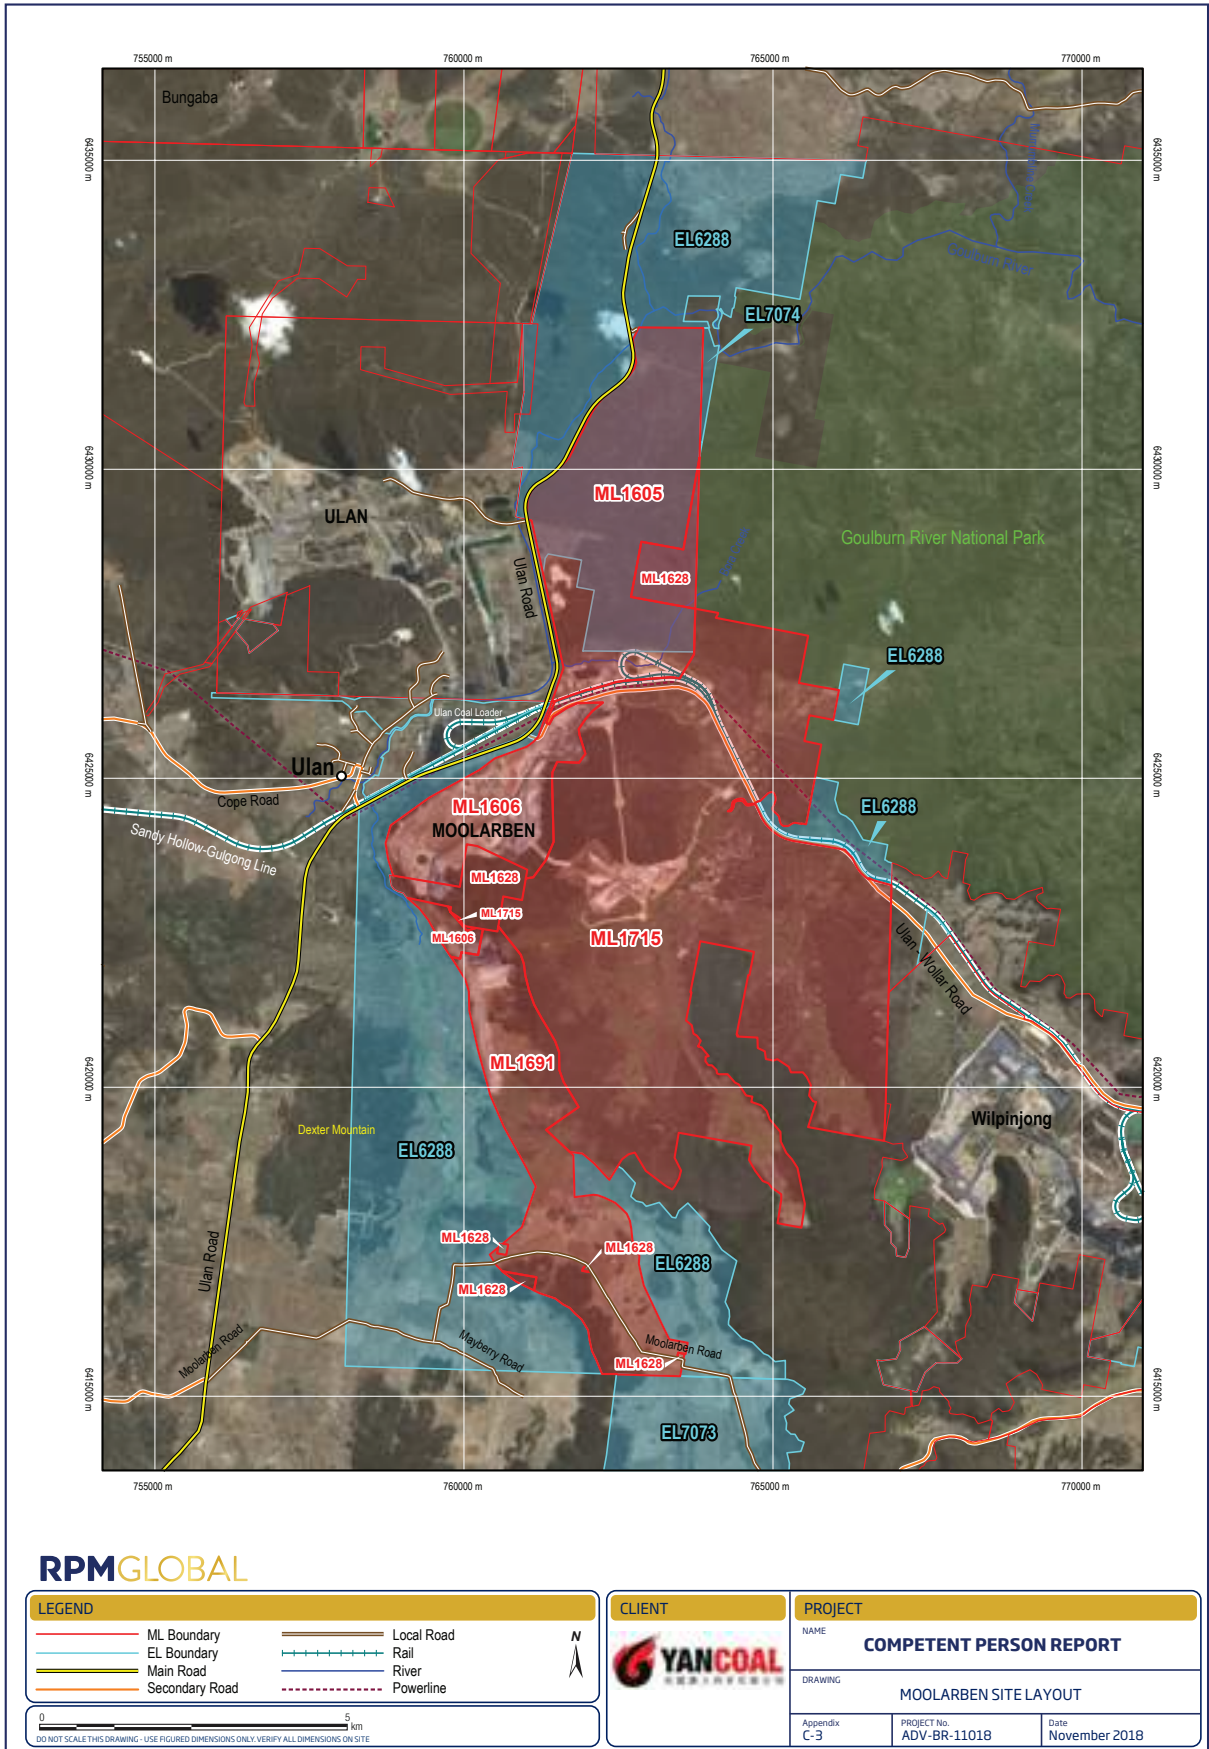 755000 m
760000 m
765000 m
770000 m
Bungaba
6435000 m
6435000 m
EL6288
Goulburn River
EL7074
6430000 m
6430000 m
ML1605
ULAN
Goulburn River National Park
Ulan Road
ML1628
EL6288
Ulan Coal Loader
Ulan
6425000 m
6425000 m
Cope Road
ML1606
EL6288
MOOLARBEN
Sandy Hollow-Gulgong Line
ML1628
ML1715
ML1606
ML1715
Ulan - Wollar Road
ML1691
6420000 m
6420000 m
Wilpinjong
Dexter Mountain
EL6288
ML1628
ML1628
Ulan Road
EL6288
ML1628
Moolarben Road
Mayberry Road
Moolarben Road
ML1628
6415000 m
6415000 m
EL7073
755000 m
760000 m
765000 m
770000 m
RPMGLOBAL
LEGEND
ML Boundary
EL Boundary
Main Road
Secondary Road
Local Road
Rail
River
Powerline
N
0 5
km
DO NOT SCALE THIS DRAWING - USE FIGURED DIMENSIONS ONLY. VERIFY ALL DIMENSIONS ON SITE
CLIENT
YANCOAL
PROJECT
NAME
COMPETENT PERSON REPORT
DRAWING
MOOLARBEN SITE LAYOUT
Appendix
C-3
PROJECT No.
ADV-BR-11018
Date
November 2018